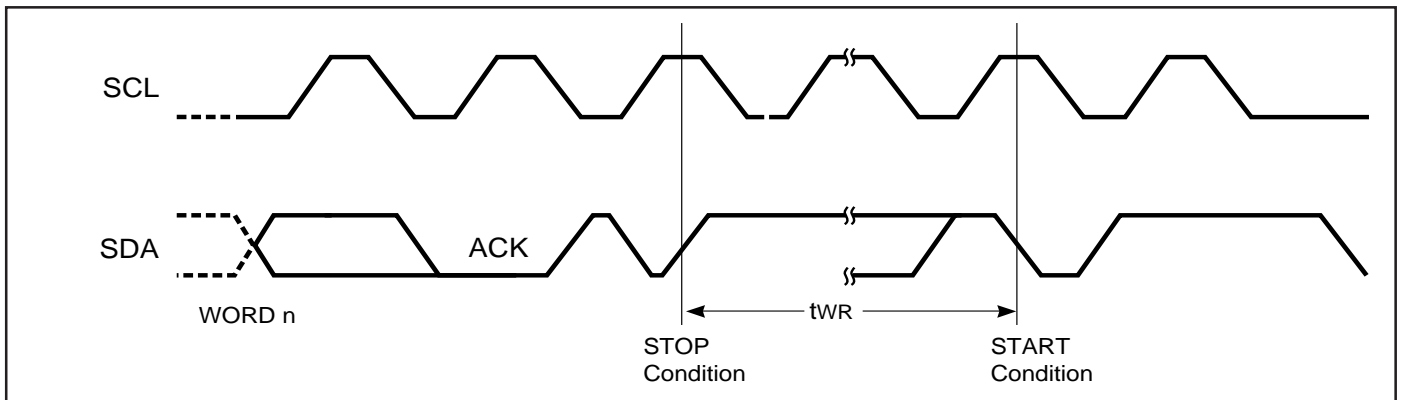 SCL
SDA
ACK
WORD n
tWR
STOP
Condition
START
Condition